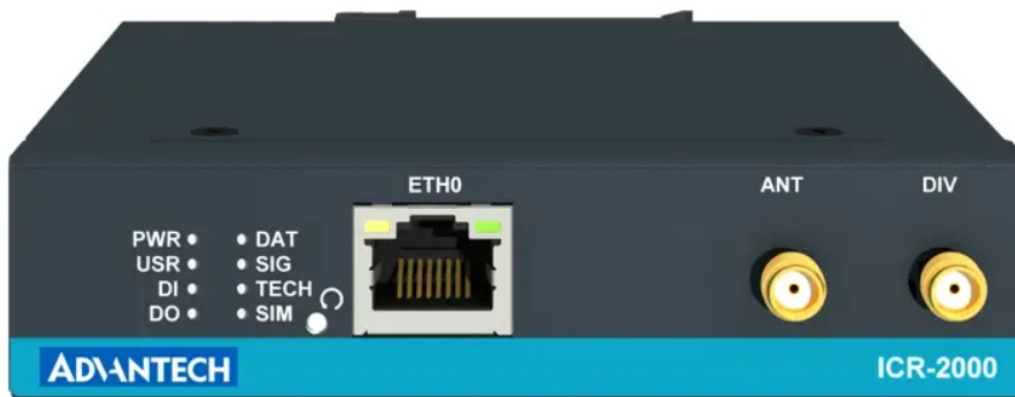 ETH0
ANT
DIV
PWR
DAT
USR
SIG
DI
TECH
DO
SIM
ADVANTECH
ICR-2000